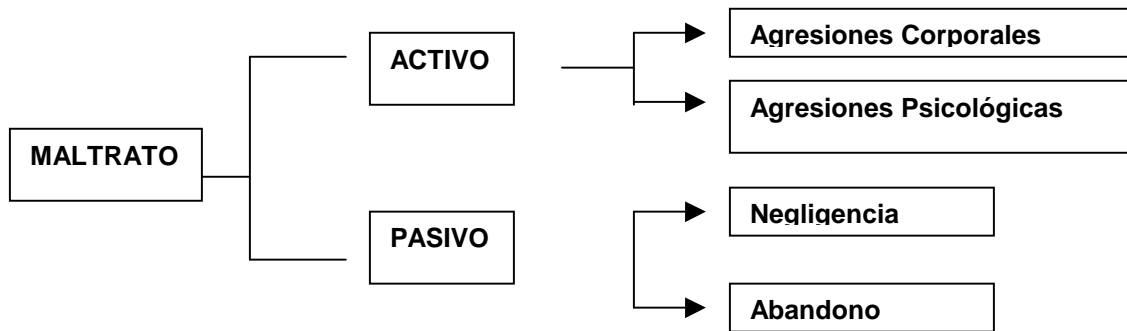 MALTRATO
ACTIVO
Agresiones Corporales
Agresiones Psicológicas
PASIVO
Negligencia
Abandono